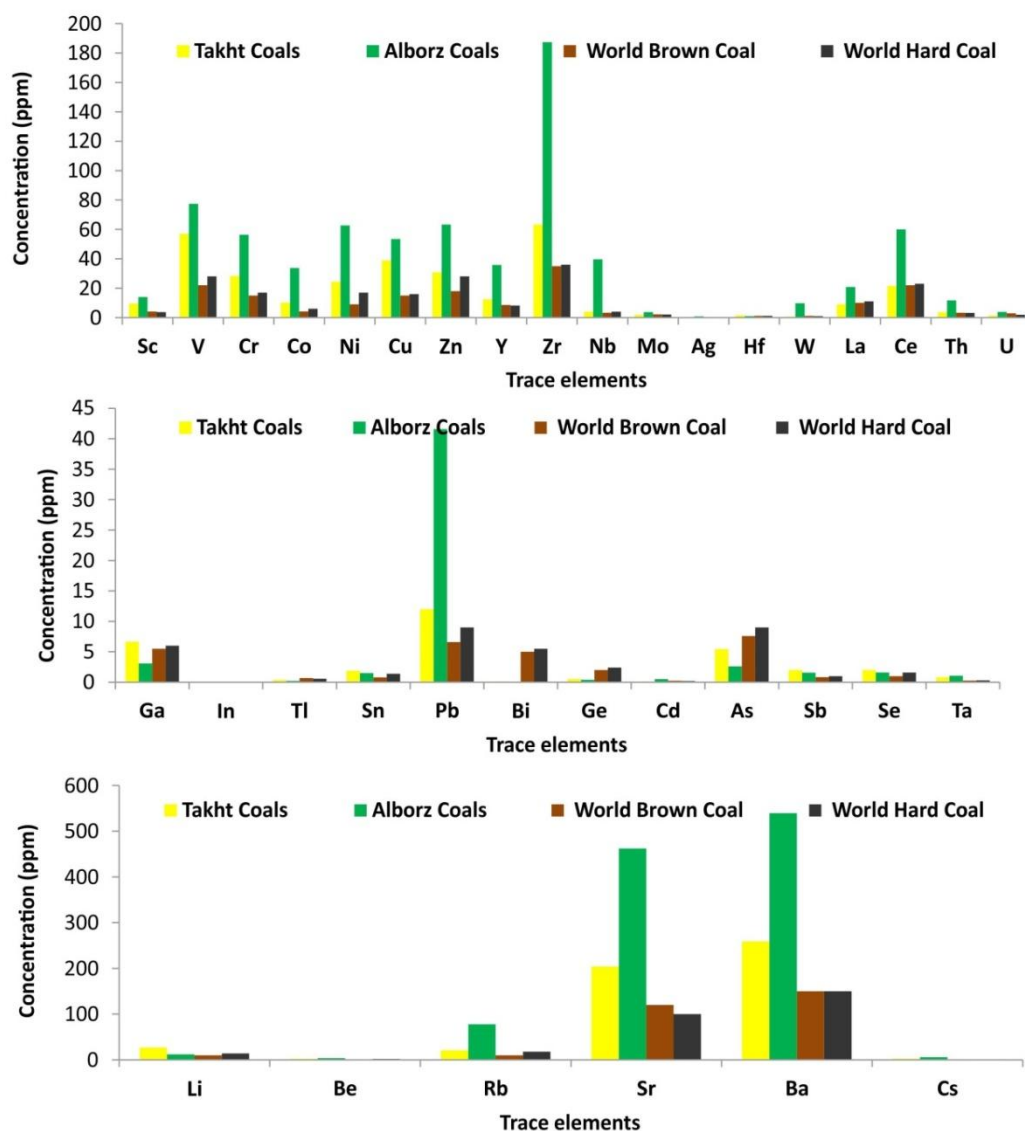 Takht Coals Alborz Coals World Brown Coal World Hard Coal
Concentration (ppm)
200
180
160
140
120
100
80
60
40
20
0
Sc V Cr Co Ni Cu Zn Y Zr Nb Mo Ag Hf W La Ce Th U
Trace elements
Takht Coals Alborz Coals World Brown Coal World Hard Coal
Concentration (ppm)
45
40
35
30
25
20
15
10
5
0
Ga In Tl Sn Pb Bi Ge Cd As Sb Se Ta
Trace elements
Takht Coals Alborz Coals World Brown Coal World Hard Coal
Concentration (ppm)
600
500
400
300
200
100
0
Li Be Rb Sr Ba Cs
Trace elements